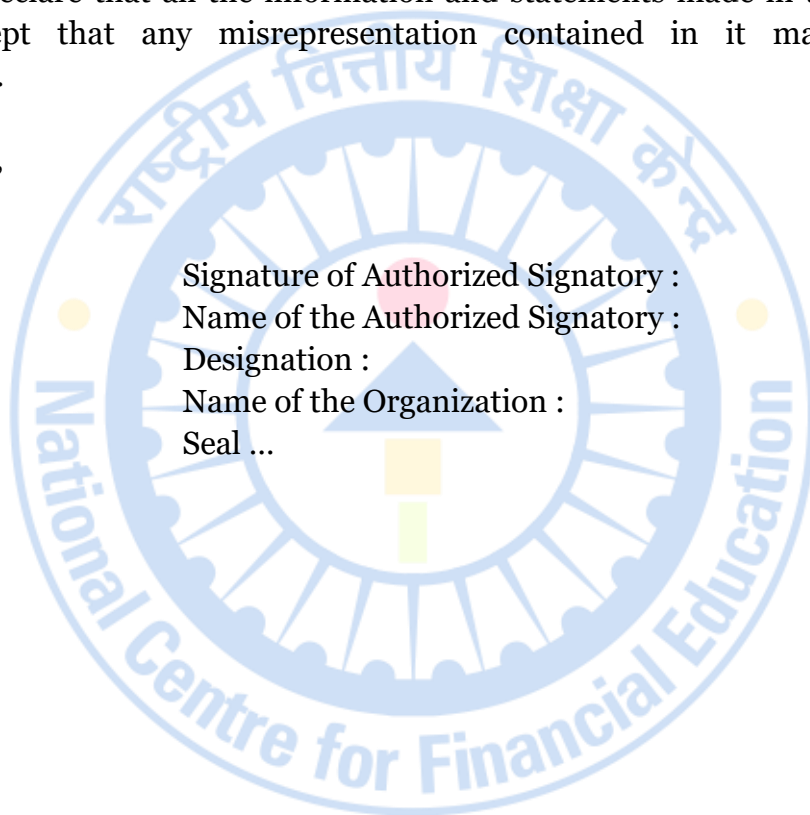 eclare that all the information and statements made in
ept that any misrepresentation contained in it ma
.
,
राष्ट्रीय वित्तीय शिक्षा केन्द्र
Signature of Authorized Signatory :
Name of the Authorized Signatory :
Designation :
Name of the Organization :
Seal ...
National Centre for Financial Education